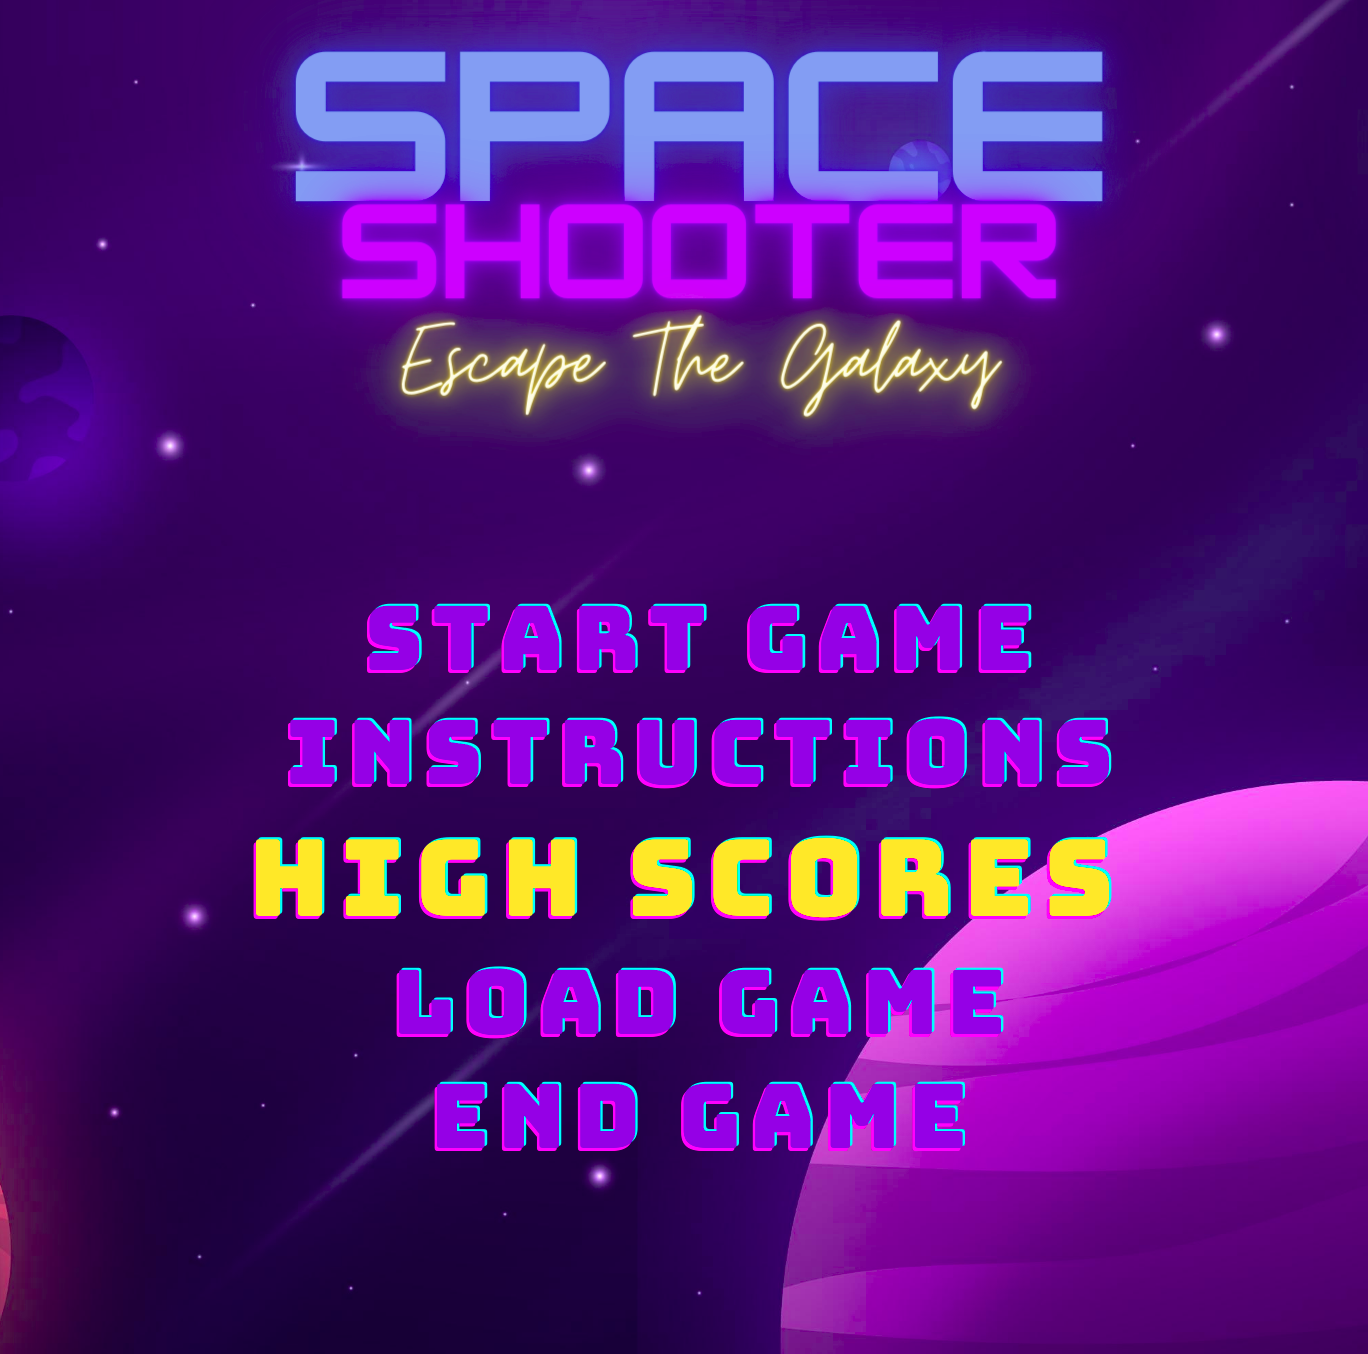 SPACE
SHOOTER
Escape The Galaxy
START GAME
INSTRUCTIONS
HIGH SCORES
LOAD GAME
END GAME